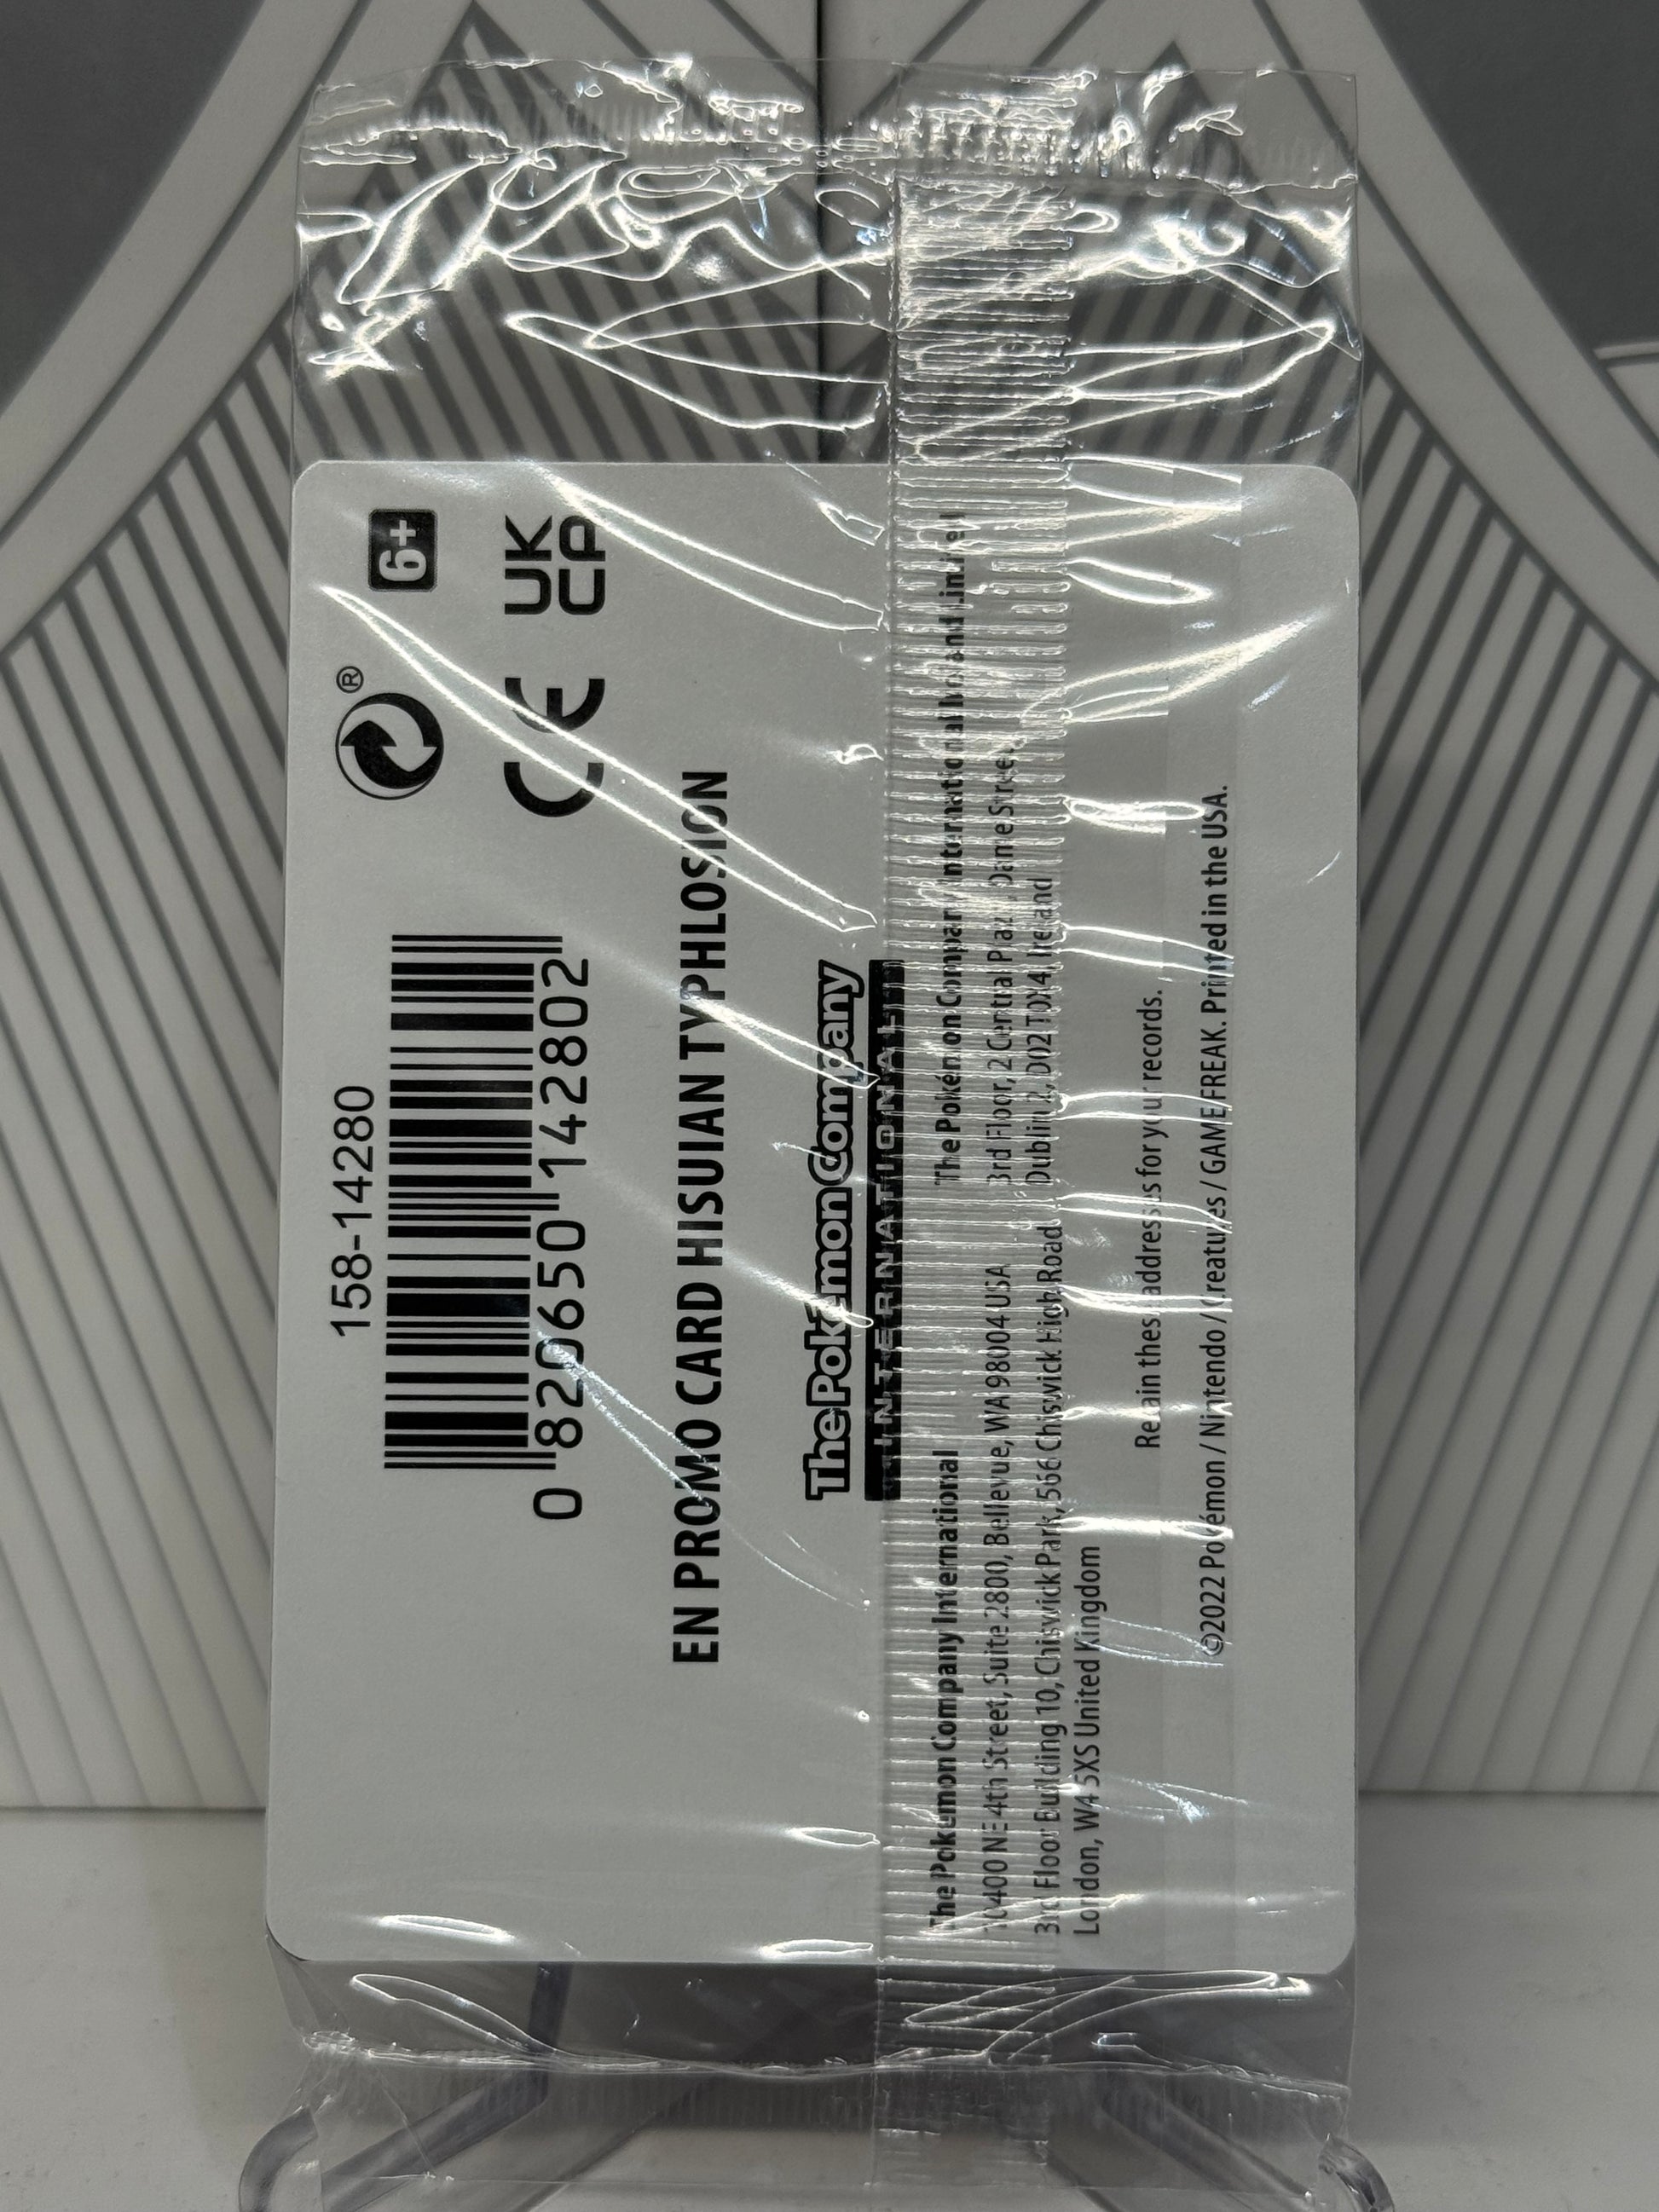 158-14280
0 820650 142802
®
6+
CE
UK
CP
EN PROMO CARD HISUIAN TYPHLOSION
The Pokémon Company
INTERNATIONAL
The Pokémon Company International
10400 NE 4th Street, Suite 2800, Bellevue, WA 98004 USA
3rd Floor Building 10, Chiswick Park, 566 Chiswick High Road
London, W4 5XS United Kingdom
The Pokémon Company International Ireland Limited
3rd Floor, 2 Central Plaza, Dame Street,
Dublin 2, D02 T0X4, Ireland
Retain these addresses for your records.
©2022 Pokémon / Nintendo / Creatures / GAME FREAK. Printed in the USA.